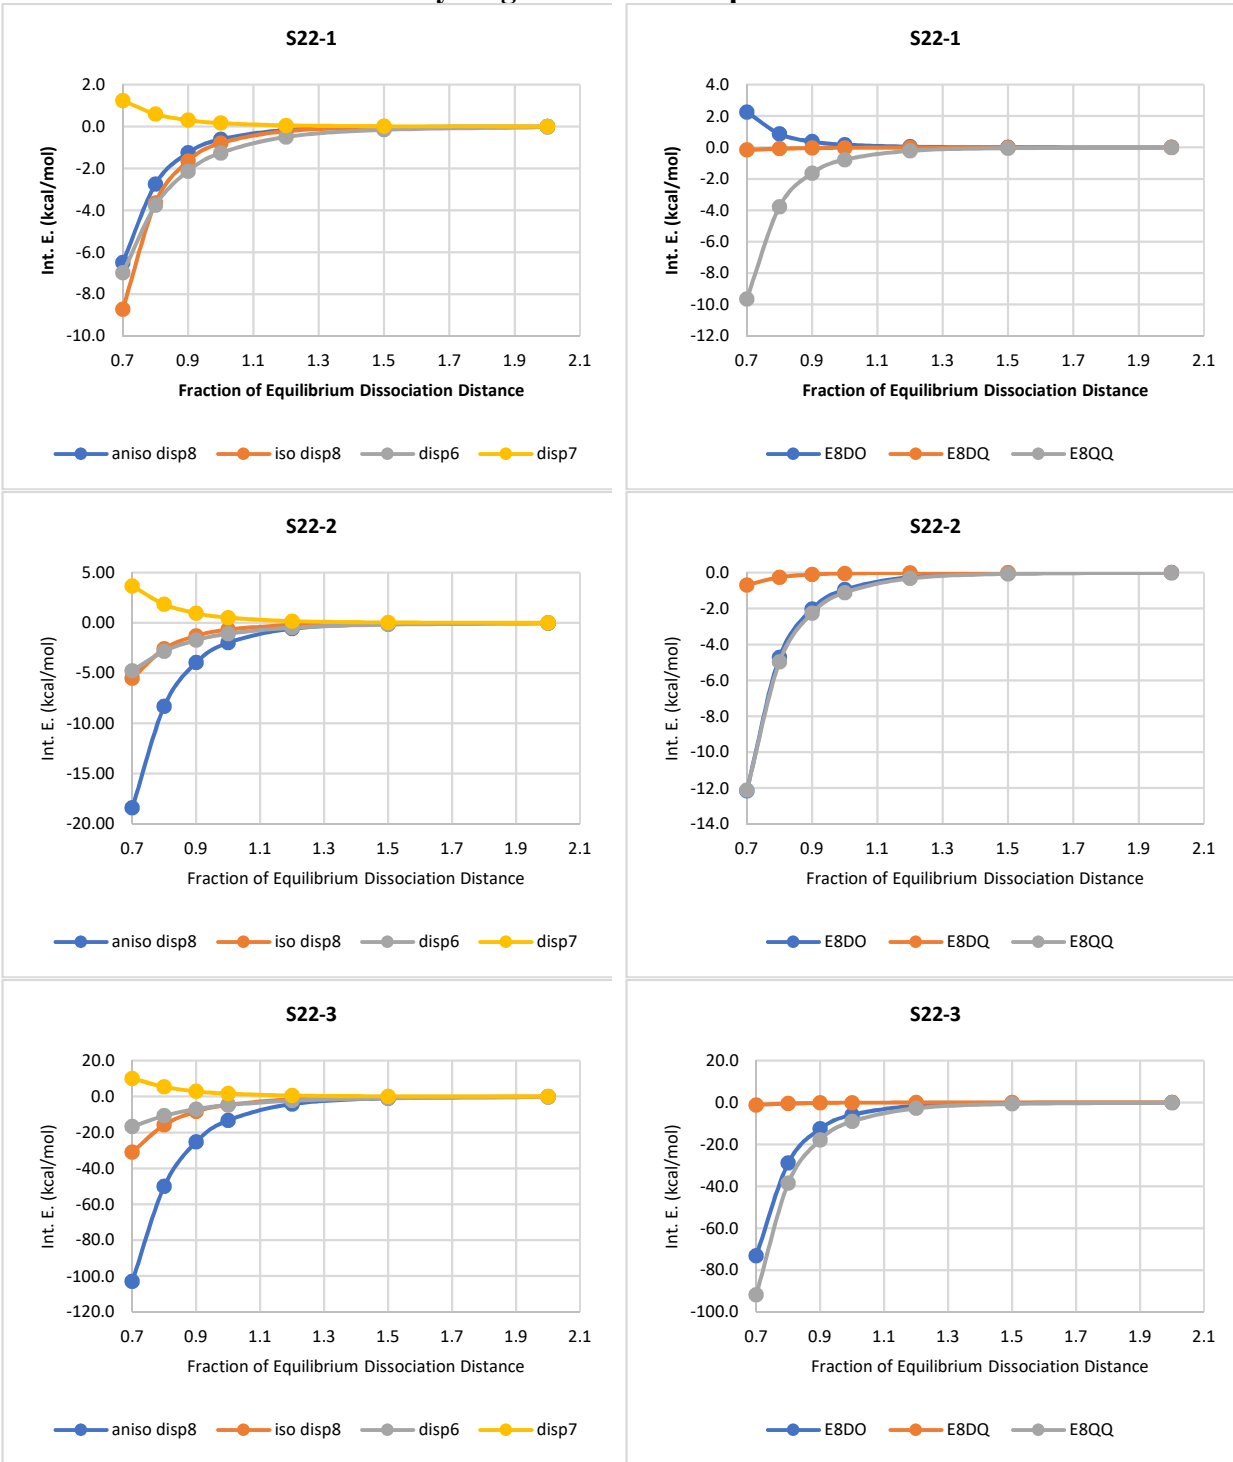 S22-1
2.0
0.0
-2.0
-4.0
-6.0
-8.0
-10.0
Int. E. (kcal/mol)
0.7 0.9 1.1 1.3 1.5 1.7 1.9 2.1
Fraction of Equilibrium Dissociation Distance
aniso disp8 iso disp8 disp6 disp7
S22-1
4.0
2.0
0.0
-2.0
-4.0
-6.0
-8.0
-10.0
-12.0
Int. E. (kcal/mol)
0.7 0.9 1.1 1.3 1.5 1.7 1.9 2.1
Fraction of Equilibrium Dissociation Distance
E8DO E8DQ E8QQ
S22-2
5.00
0.00
-5.00
-10.00
-15.00
-20.00
Int. E. (kcal/mol)
0.7 0.9 1.1 1.3 1.5 1.7 1.9 2.1
Fraction of Equilibrium Dissociation Distance
aniso disp8 iso disp8 disp6 disp7
S22-2
0.0
-2.0
-4.0
-6.0
-8.0
-10.0
-12.0
-14.0
Int. E. (kcal/mol)
0.7 0.9 1.1 1.3 1.5 1.7 1.9 2.1
Fraction of Equilibrium Dissociation Distance
E8DO E8DQ E8QQ
S22-3
20.0
0.0
-20.0
-40.0
-60.0
-80.0
-100.0
-120.0
Int. E. (kcal/mol)
0.7 0.9 1.1 1.3 1.5 1.7 1.9 2.1
Fraction of Equilibrium Dissociation Distance
aniso disp8 iso disp8 disp6 disp7
S22-3
20.0
0.0
-20.0
-40.0
-60.0
-80.0
-100.0
Int. E. (kcal/mol)
0.7 0.9 1.1 1.3 1.5 1.7 1.9 2.1
Fraction of Equilibrium Dissociation Distance
E8DO E8DQ E8QQ